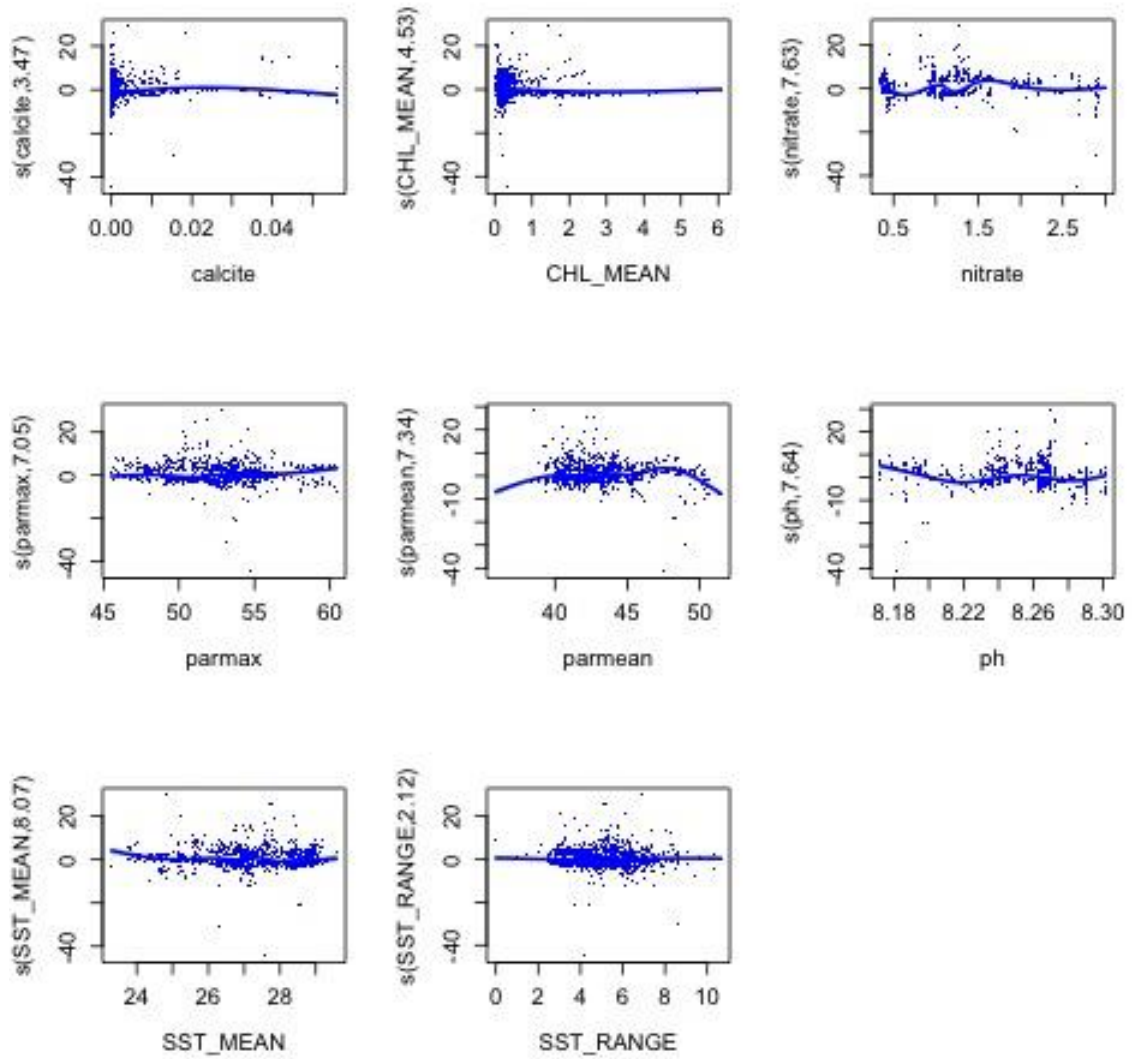 s(calcite,3.47)
20
0
-40
0.00 0.02 0.04
calcite
s(CHL_MEAN,4.53)
20
0
-40
0 1 2 3 4 5 6
CHL_MEAN
s(nitrate,7.63)
20
0
-40
0.5 1.5 2.5
nitrate
s(parmax,7.05)
20
0
-40
45 50 55 60
parmax
s(parmean,7.34)
20
-10
-40
40 45 50
parmean
s(ph,7.64)
20
-10
-40
8.18 8.22 8.26 8.30
ph
s(SST_MEAN,8.07)
20
0
-40
24 26 28
SST_MEAN
s(SST_RANGE,2.12)
20
0
-40
0 2 4 6 8 10
SST_RANGE